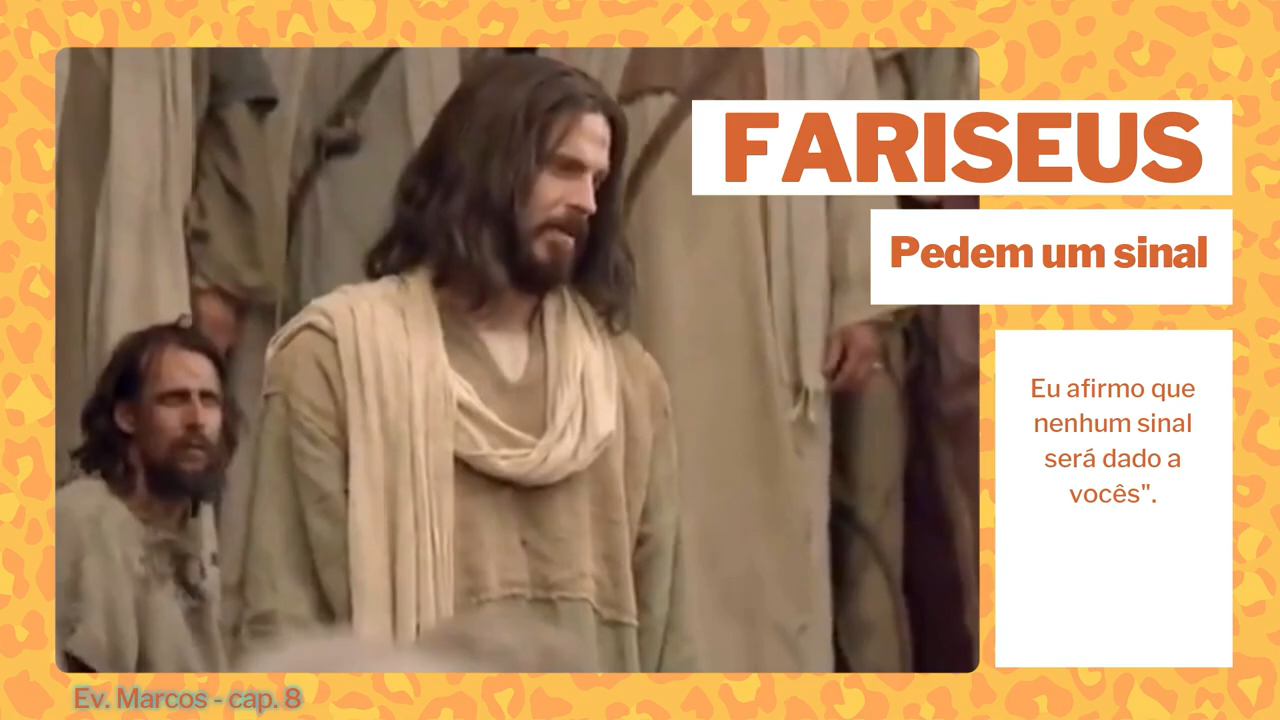 FARISEUS
Pedem um sinal
Eu afirmo que
nenhum sinal
será dado a
vocês".
Ev. Marcos - cap. 8